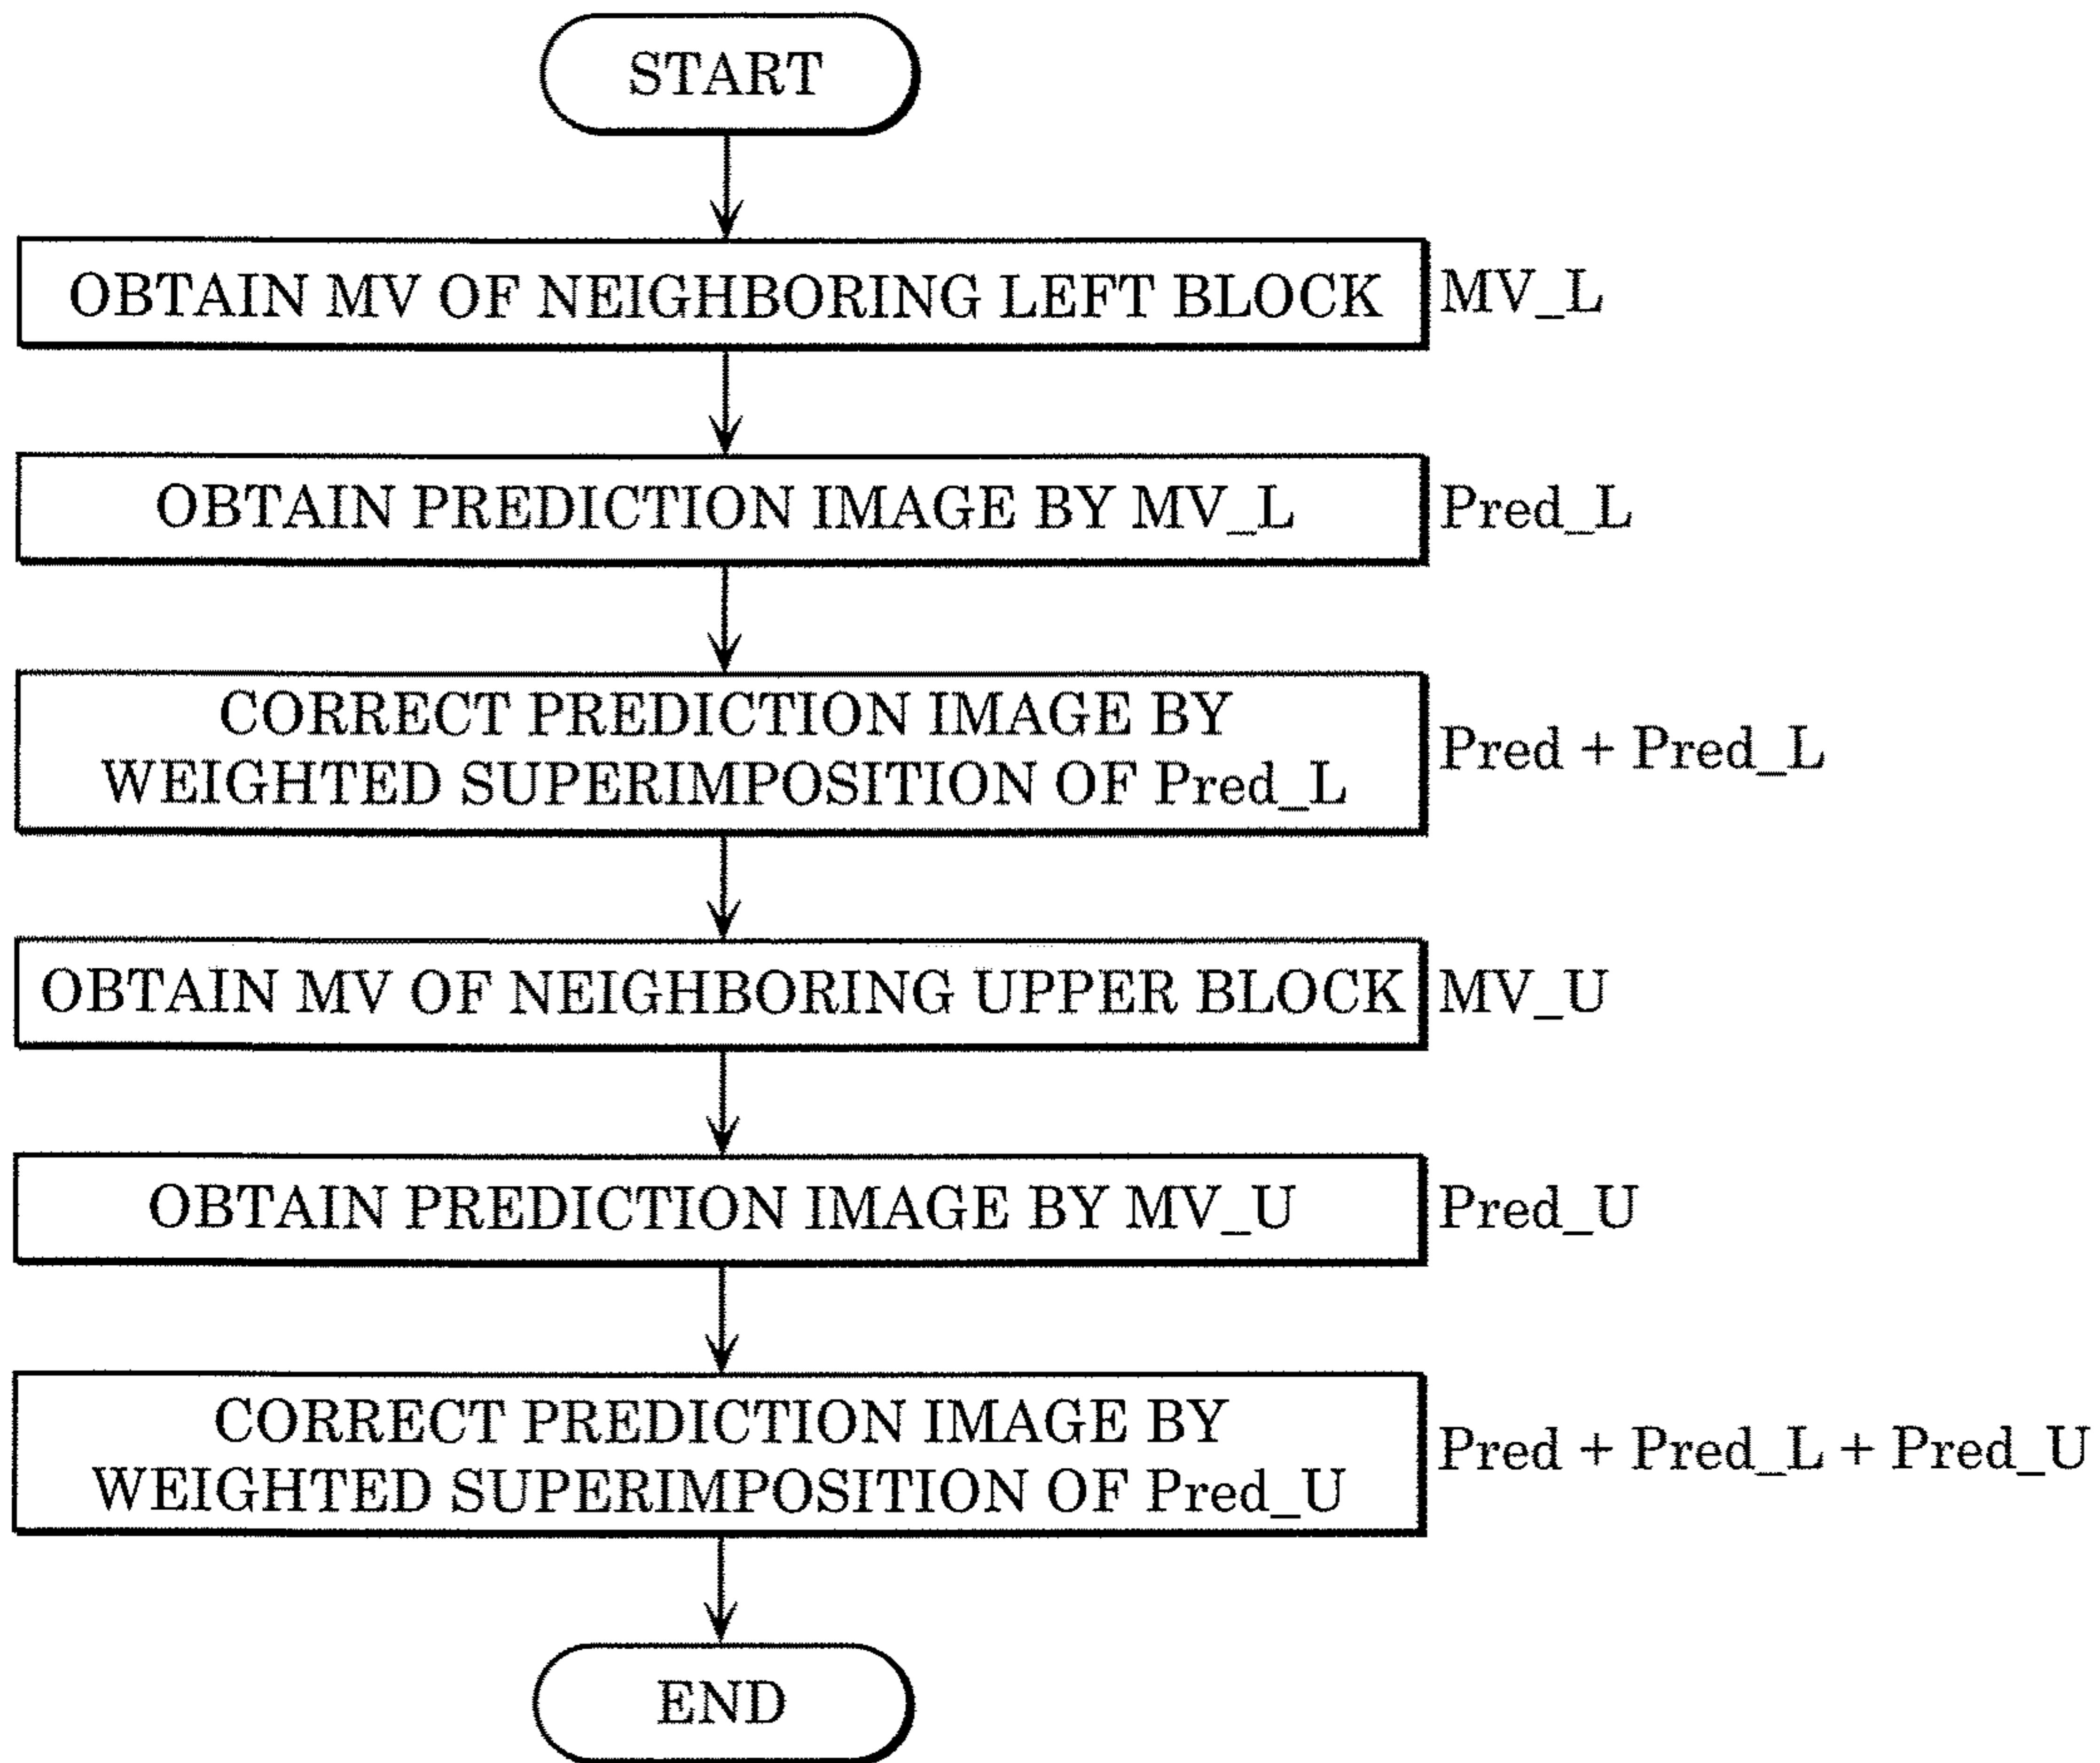 START
OBTAIN MV OF NEIGHBORING LEFT BLOCK
MV_L
OBTAIN PREDICTION IMAGE BY MV_L
Pred_L
CORRECT PREDICTION IMAGE BY
WEIGHTED SUPERIMPOSITION OF Pred_L
Pred + Pred_L
OBTAIN MV OF NEIGHBORING UPPER BLOCK
MV_U
OBTAIN PREDICTION IMAGE BY MV_U
Pred_U
CORRECT PREDICTION IMAGE BY
WEIGHTED SUPERIMPOSITION OF Pred_U
Pred + Pred_L + Pred_U
END